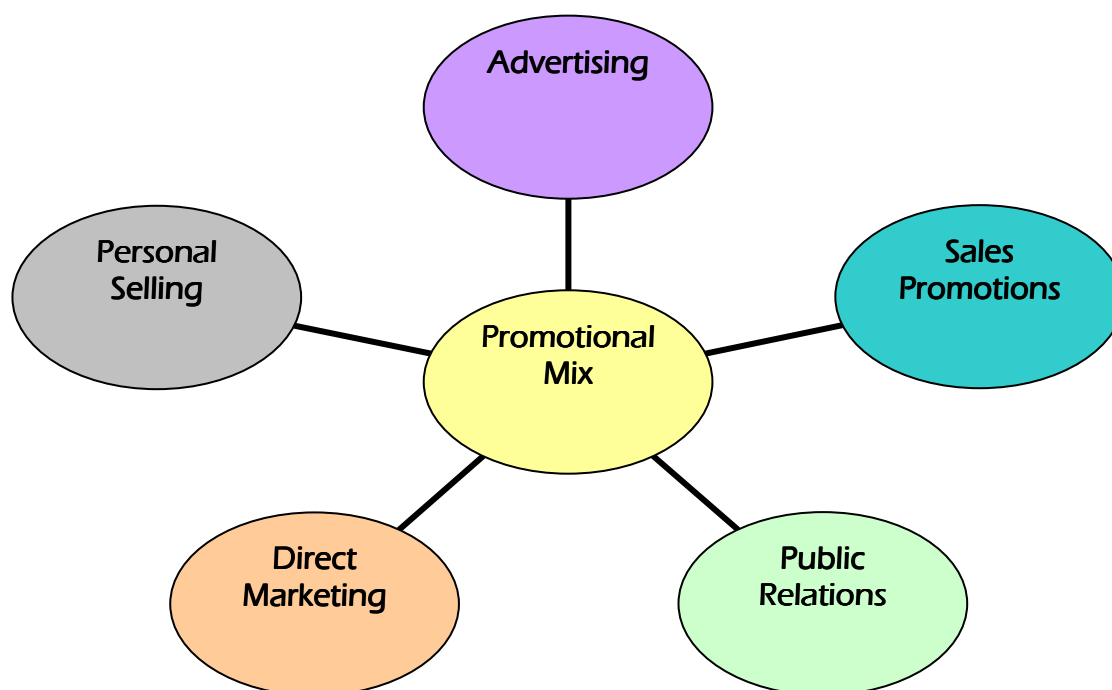 Advertising
Personal
Selling
Sales
Promotions
Promotional
Mix
Direct
Marketing
Public
Relations